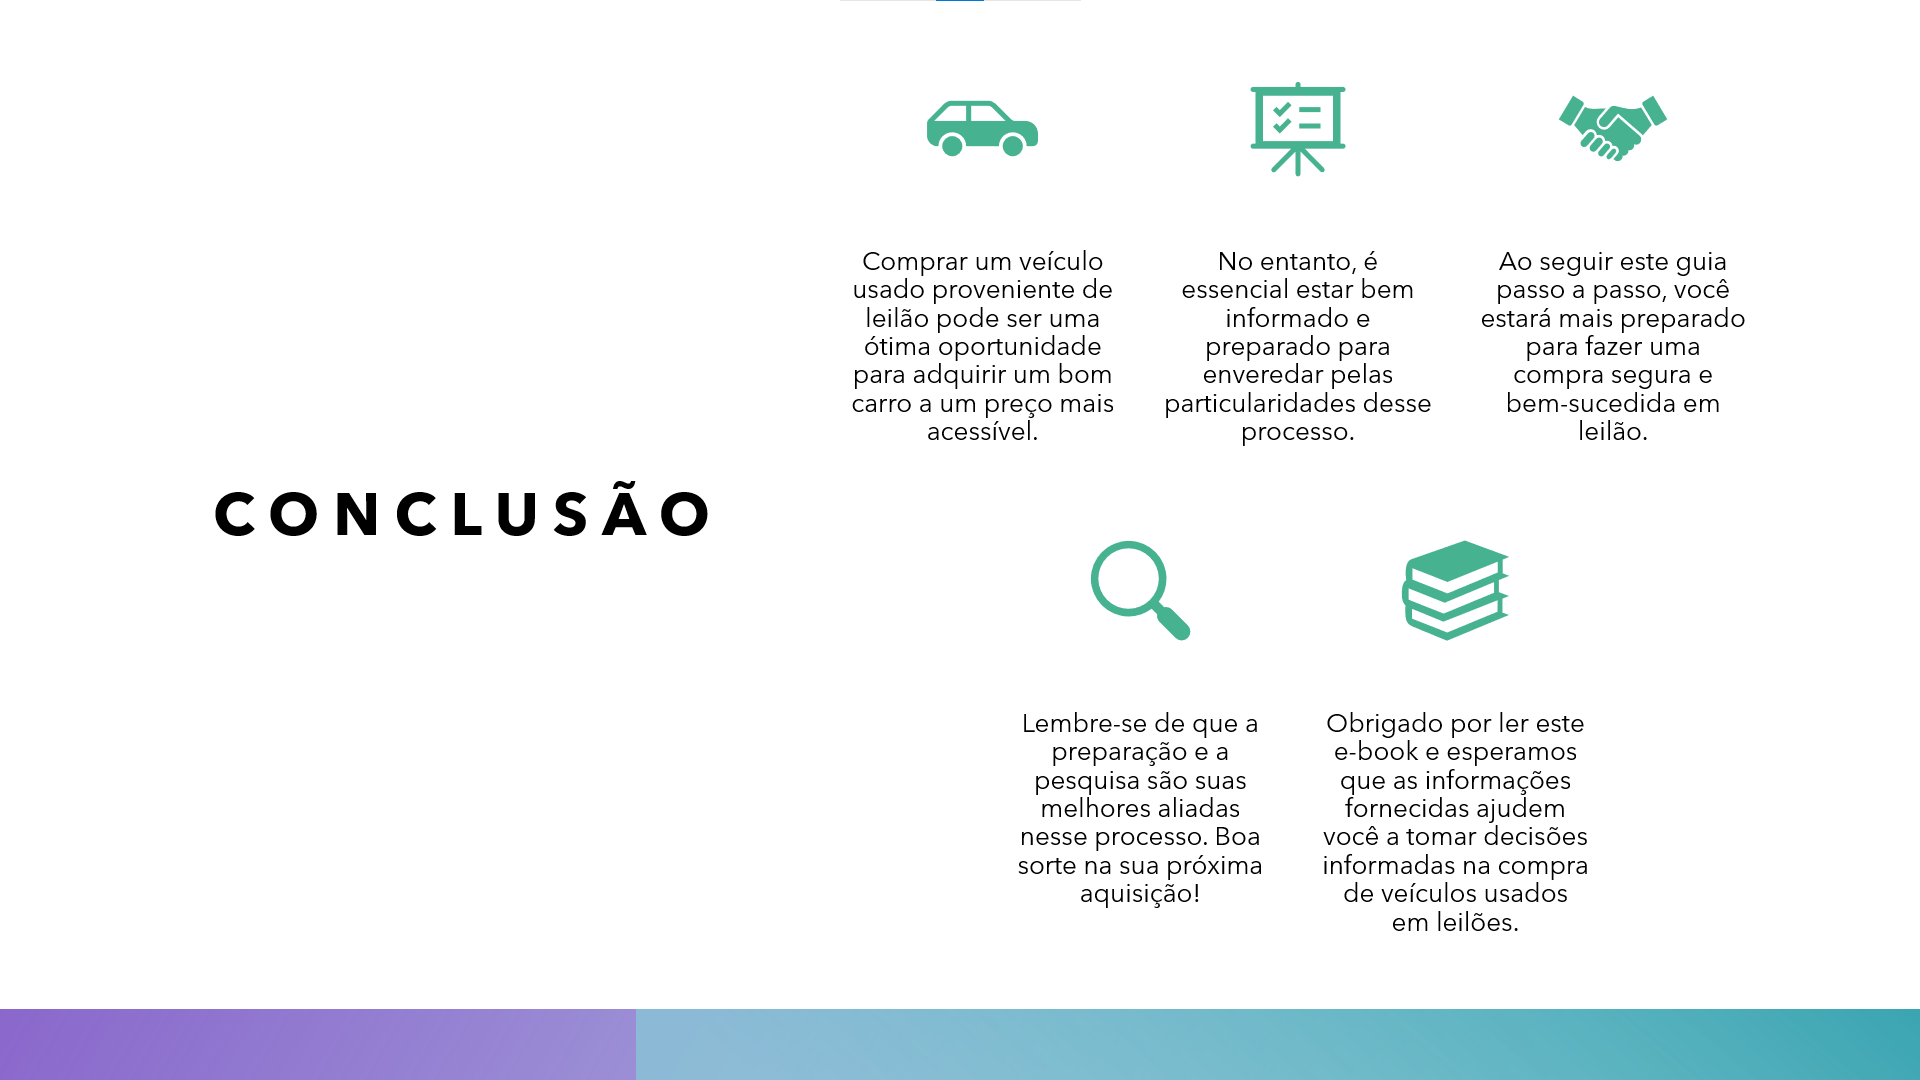 CONCLUSÃO
Comprar um veículo
usado proveniente de
leilão pode ser uma
ótima oportunidade
para adquirir um bom
carro a um preço mais
acessível.
No entanto, é
essencial estar bem
informado e
preparado para
enveredar pelas
particularidades desse
processo.
Ao seguir este guia
passo a passo, você
estará mais preparado
para fazer uma
compra segura e
bem-sucedida em
leilão.
Lembre-se de que a
preparação e a
pesquisa são suas
melhores aliadas
nesse processo. Boa
sorte na sua próxima
aquisição!
Obrigado por ler este
e-book e esperamos
que as informações
fornecidas ajudem
você a tomar decisões
informadas na compra
de veículos usados
em leilões.